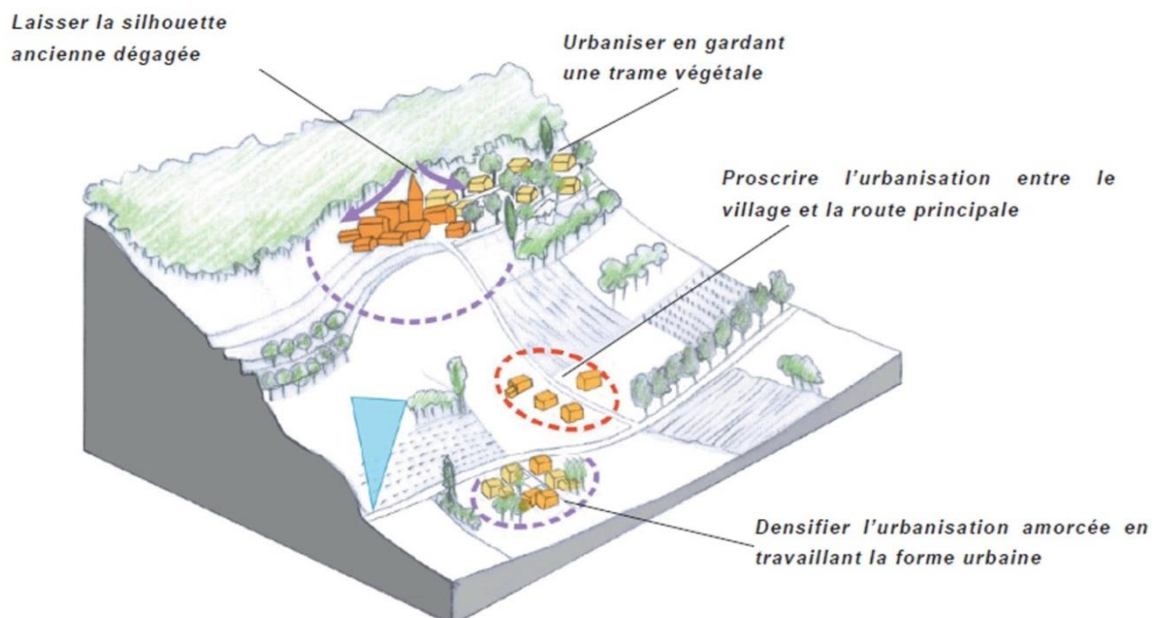 Laisser la silhouette
ancienne dégagée
Urbaniser en gardant
une trame végétale
Proscrire l'urbanisation entre le
village et la route principale
Densifier l'urbanisation amorcée en
travaillant la forme urbaine